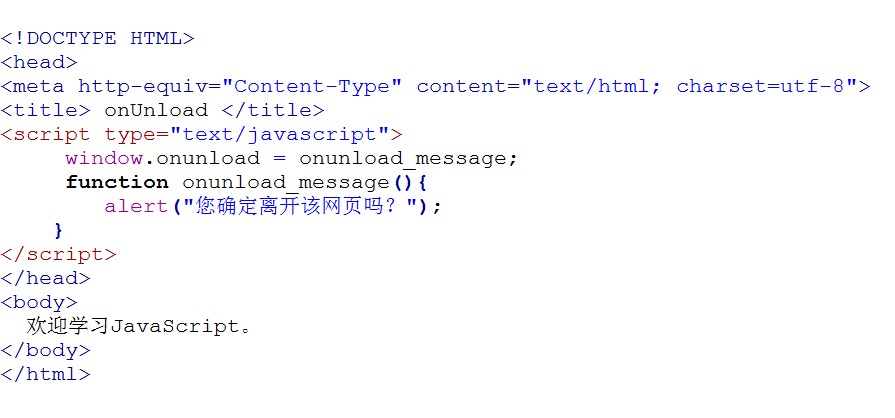 <!DOCTYPE HTML>
<head>
<meta http-equiv="Content-Type" content="text/html; charset=utf-8">
<title> onUnload </title>
<script type="text/javascript">
     window.onunload = onunload_message;
     function onunload_message(){
        alert("您确定离开该网页吗？");
    }
</script>
</head>
<body>
  欢迎学习JavaScript。
</body>
</html>